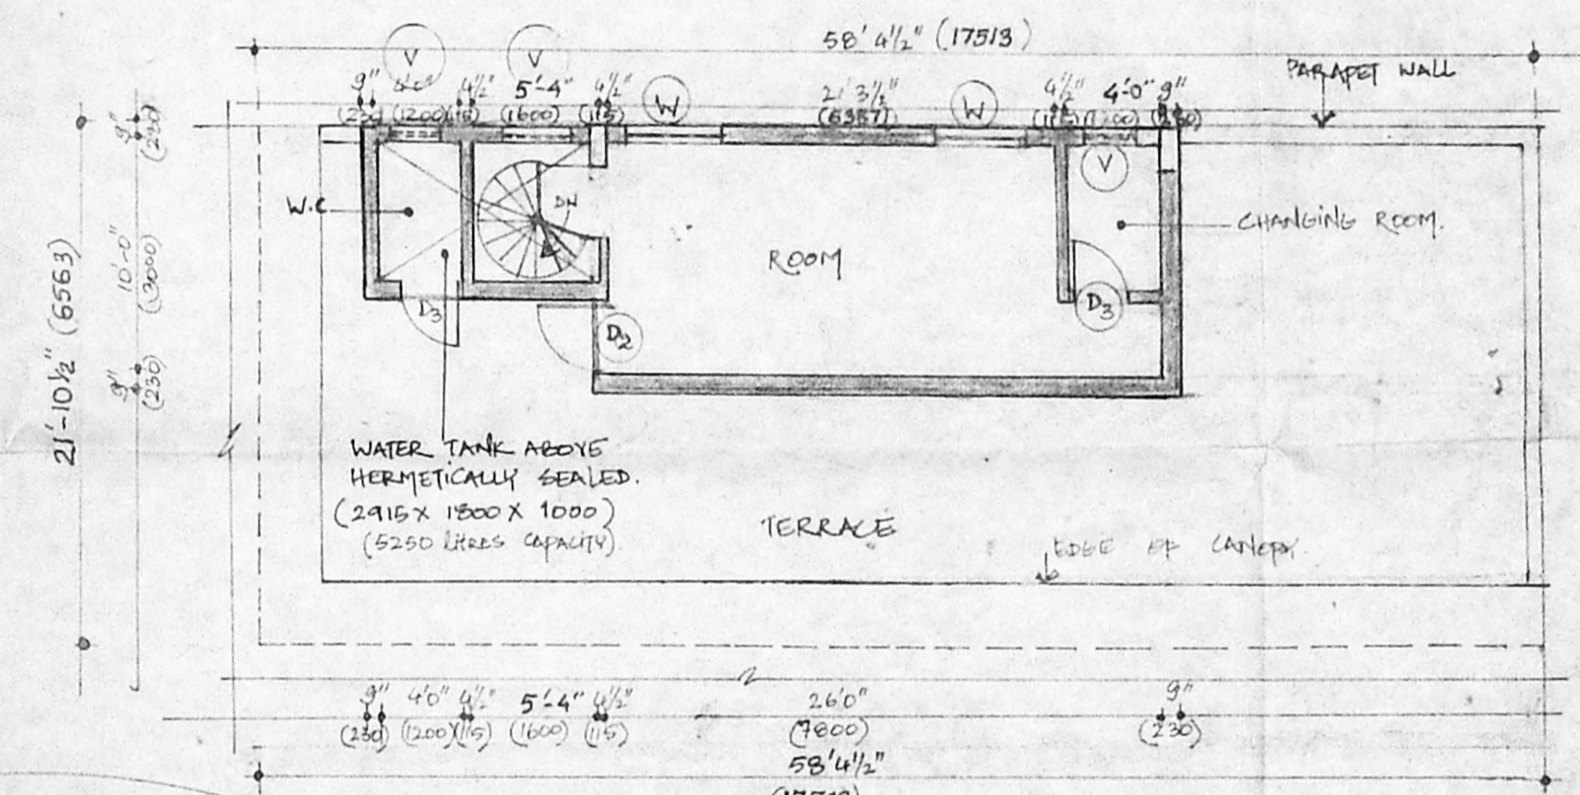 58' 4½" (17513)
V
V
PARAPET WALL
9"
4½"
5'-4"
4½"
W
21' 3½"
W
4½"
4'-0"
9"
(230)
(1200)
(115)
(1600)
(115)
(6387)
(115)
(1200)
(230)
V
W.C
DN
CHANGING ROOM.
ROOM
D3
D2
D3
21'-10½" (6563)
9"
(230)
10'-0"
(3000)
9"
(230)
WATER TANK ABOVE
HERMETICALLY SEALED.
(2915 X 1800 X 1000)
(5250 LITRES CAPACITY)
TERRACE
EDGE OF CANOPY.
9"
4'0"
4½"
5'-4"
4½"
26'0"
9"
(230)
(1200)
(115)
(1600)
(115)
(7800)
(230)
58'4½"